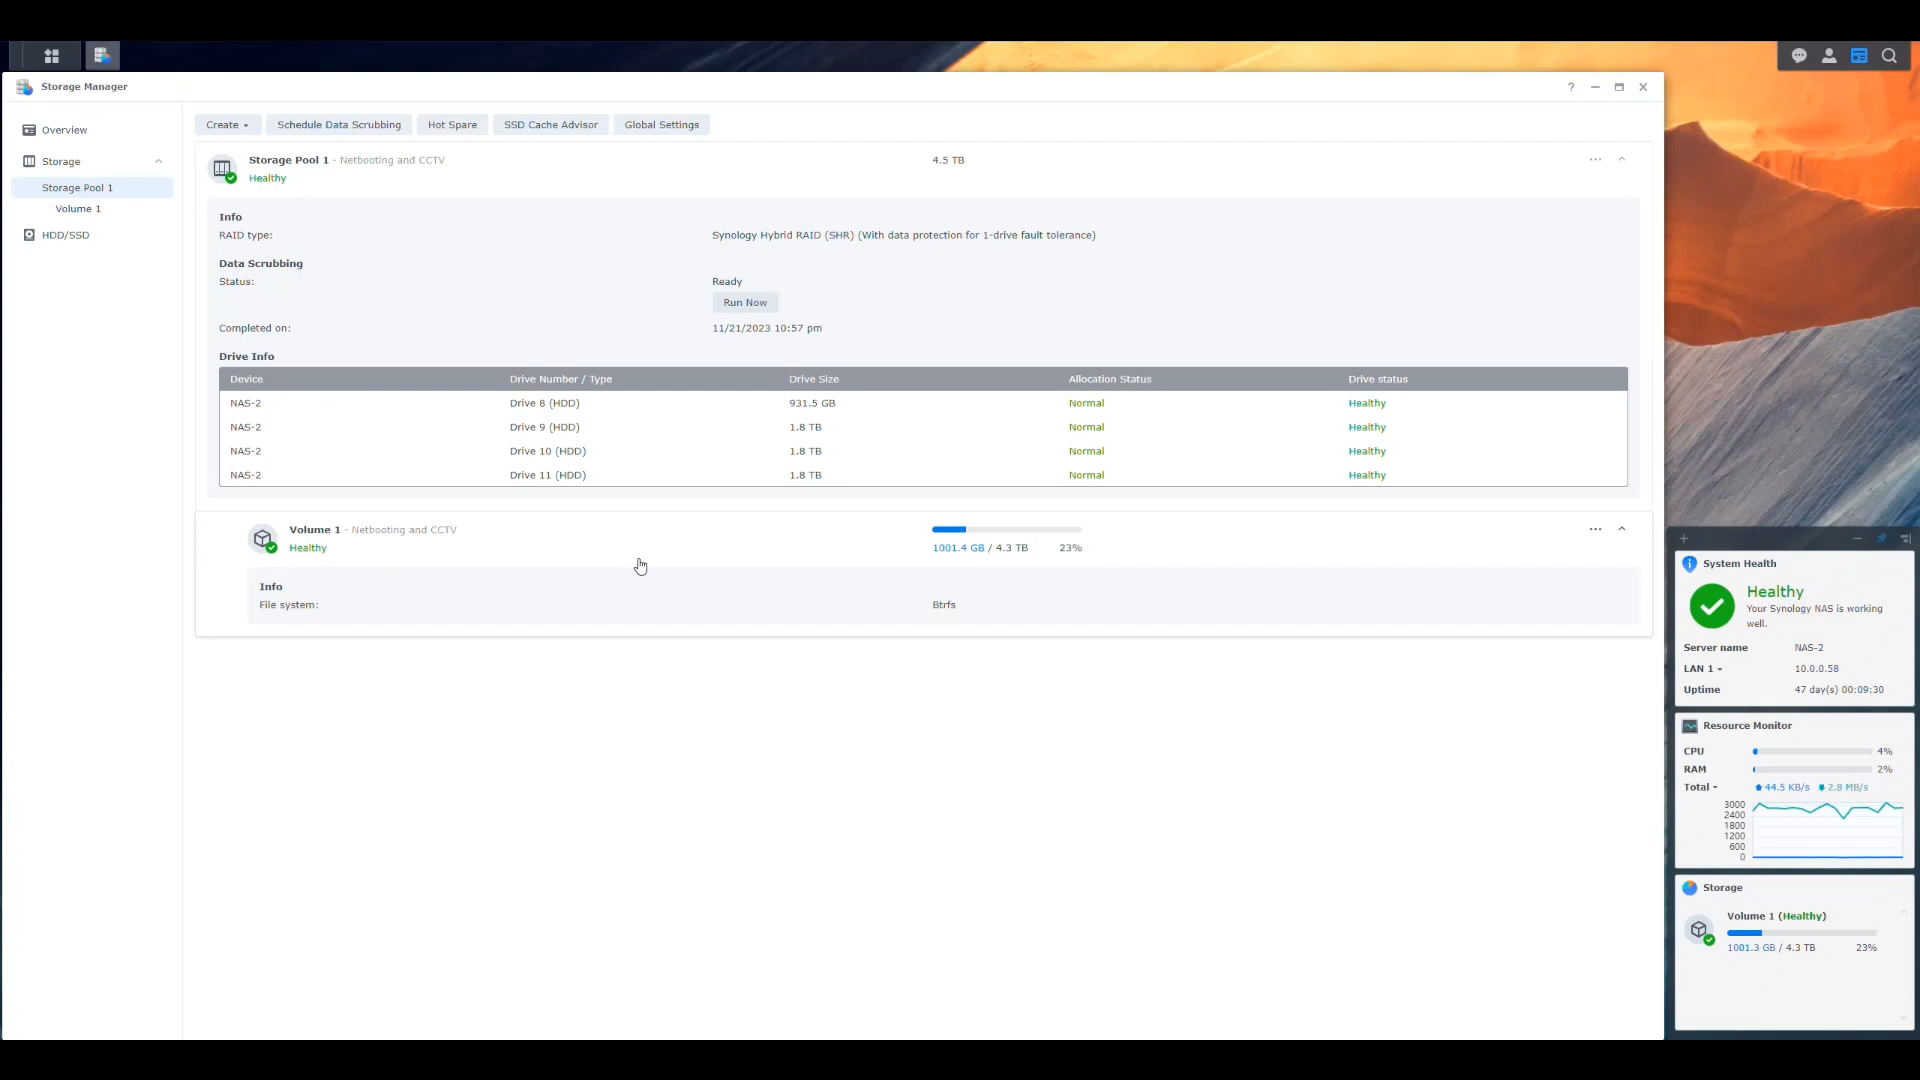 Storage Manager
?
Overview
Storage
Storage Pool 1
Volume 1
HDD/SSD
Create
Schedule Data Scrubbing
Hot Spare
SSD Cache Advisor
Global Settings
Storage Pool 1 - Netbooting and CCTV
4.5 TB
Healthy
Info
RAID type:
Synology Hybrid RAID (SHR) (With data protection for 1-drive fault tolerance)
Data Scrubbing
Status:
Ready
Run Now
Completed on:
11/21/2023 10:57 pm
Drive Info
Device Drive Number / Type Drive Size Allocation Status Drive status
NAS-2 Drive 8 (HDD) 931.5 GB Normal Healthy
NAS-2 Drive 9 (HDD) 1.8 TB Normal Healthy
NAS-2 Drive 10 (HDD) 1.8 TB Normal Healthy
NAS-2 Drive 11 (HDD) 1.8 TB Normal Healthy
Volume 1 - Netbooting and CCTV
Healthy
1001.4 GB / 4.3 TB 23%
Info
File system:
Btrfs
System Health
Healthy
Your Synology NAS is working
well.
Server name NAS-2
LAN 1 10.0.0.58
Uptime 47 day(s) 00:09:30
Resource Monitor
CPU 4%
RAM 2%
Total 44.5 KB/s 2.8 MB/s
3000
2400
1800
1200
600
0
Storage
Volume 1 (Healthy)
1001.3 GB / 4.3 TB 23%